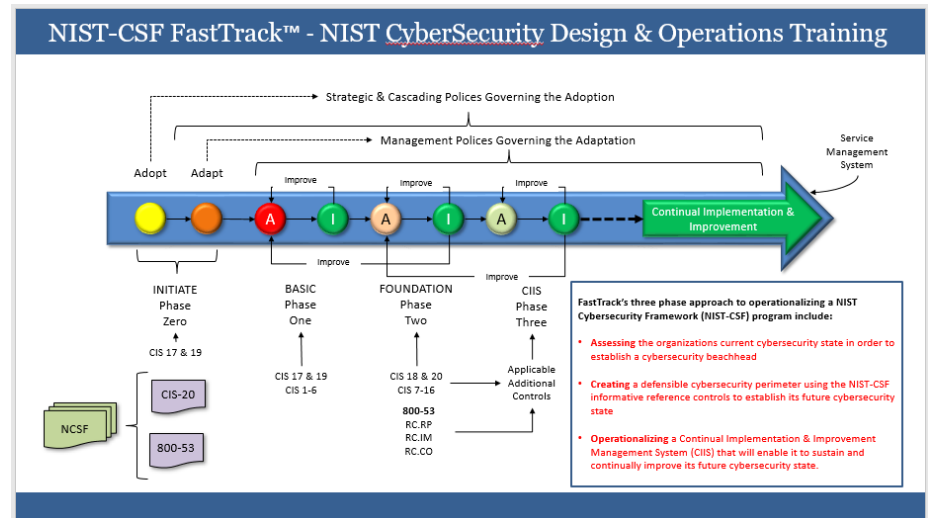 NIST-CSF FastTrack™ - NIST CyberSecurity Design & Operations Training
Strategic & Cascading Polices Governing the Adoption
Management Polices Governing the Adaptation
Service
Management
System
Adopt
Adapt
Improve
Improve
Improve
A
I
A
I
A
I
Continual Implementation &
Improvement
Improve
Improve
INITIATE
Phase
Zero
BASIC
Phase
One
FOUNDATION
Phase
Two
CIIS
Phase
Three
CIS 17 & 19
CIS 17 & 19
CIS 1-6
CIS 18 & 20
CIS 7-16
800-53
RC.RP
RC.IM
RC.CO
Applicable
Additional
Controls
NCSF
CIS-20
800-53
FastTrack's three phase approach to operationalizing a NIST
Cybersecurity Framework (NIST-CSF) program include:
• Assessing the organizations current cybersecurity state in order to
establish a cybersecurity beachhead
• Creating a defensible cybersecurity perimeter using the NIST-CSF
informative reference controls to establish its future cybersecurity
state
• Operationalizing a Continual Implementation & Improvement
Management System (CIIS) that will enable it to sustain and
continually improve its future cybersecurity state.